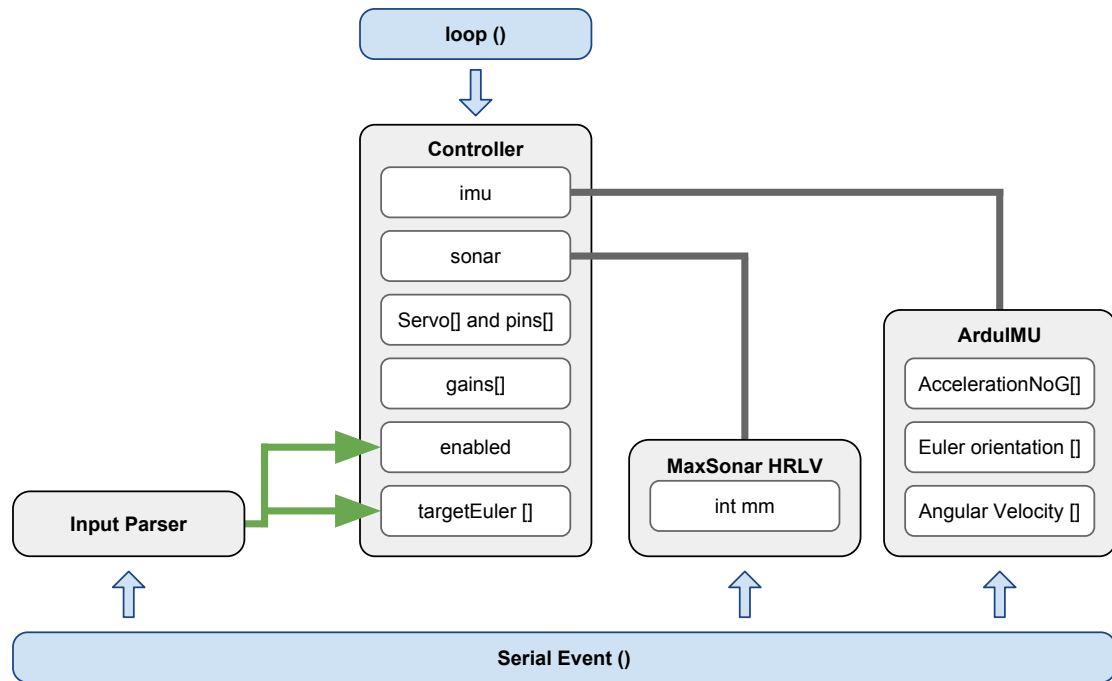 loop ()
Controller
imu
sonar
Servo[] and pins[]
gains[]
enabled
targetEuler []
Input Parser
MaxSonar HRLV
int mm
ArduIMU
AccelerationNoG[]
Euler orientation []
Angular Velocity []
Serial Event ()